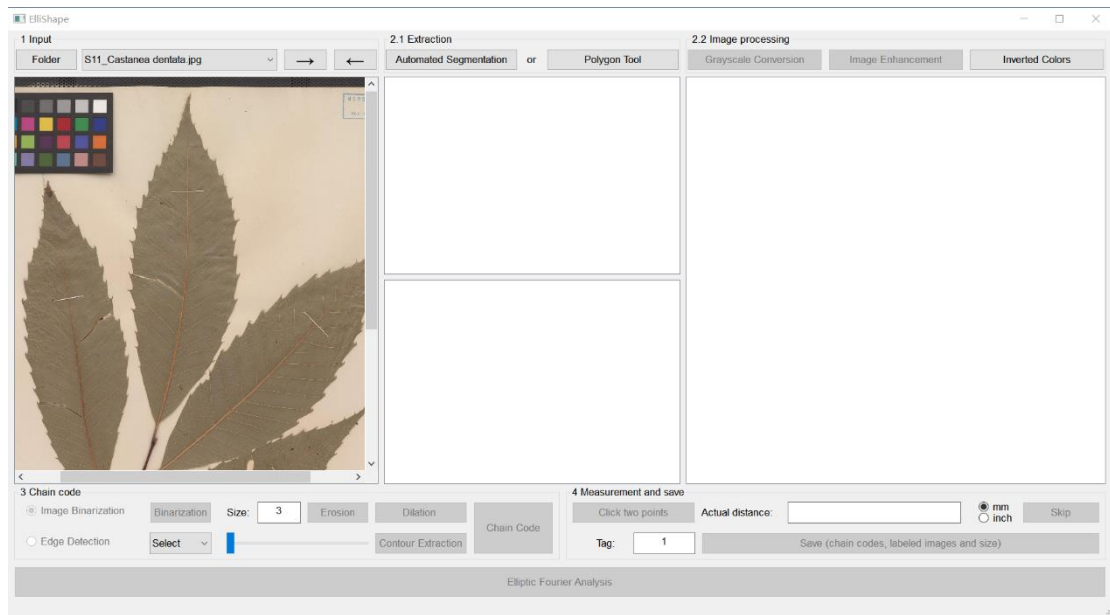 ElliShape
1 Input
Folder S11_Castanea dentata.jpg → ←
2.1 Extraction
Automated Segmentation or Polygon Tool
2.2 Image processing
Grayscale Conversion Image Enhancement Inverted Colors
3 Chain code
Image Binarization Binarization Size: 3 Erosion Dilation
Chain Code
Edge Detection Select Contour Extraction
4 Measurement and save
Click two points Actual distance: mm
inch
Skip
Tag: 1 Save (chain codes, labeled images and size)
Elliptic Fourier Analysis